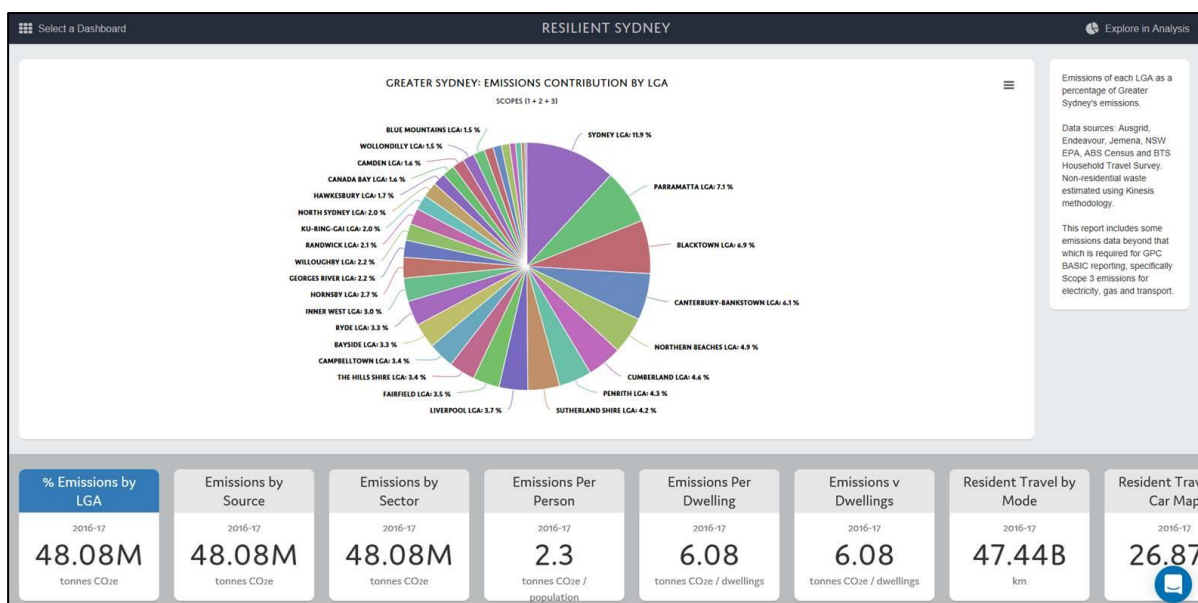 Select a Dashboard
RESILIENT SYDNEY
Explore in Analysis
GREATER SYDNEY: EMISSIONS CONTRIBUTION BY LGA
SCOPES (1 + 2 + 3)
SYDNEY LGA: 11.9 %
PARRAMATTA LGA: 7.1 %
BLACKTOWN LGA: 6.9 %
CANTERBURY-BANKSTOWN LGA: 6.1 %
NORTHERN BEACHES LGA: 4.9 %
CUMBERLAND LGA: 4.6 %
PENRITH LGA: 4.3 %
SUTHERLAND SHIRE LGA: 4.2 %
LIVERPOOL LGA: 3.7 %
FAIRFIELD LGA: 3.5 %
THE HILLS SHIRE LGA: 3.4 %
CAMPBELLTOWN LGA: 3.4 %
BAYSIDE LGA: 3.3 %
RYDE LGA: 3.3 %
INNER WEST LGA: 3.0 %
HORNSBY LGA: 2.7 %
GEORGES RIVER LGA: 2.2 %
WILLOUGHBY LGA: 2.2 %
RANDWICK LGA: 2.1 %
KU-RING-GAI LGA: 2.0 %
NORTH SYDNEY LGA: 2.0 %
HAWKESBURY LGA: 1.7 %
CANADA BAY LGA: 1.6 %
CAMDEN LGA: 1.6 %
WOLLONDILLY LGA: 1.5 %
BLUE MOUNTAINS LGA: 1.5 %
Emissions of each LGA as a
percentage of Greater
Sydney's emissions.
Data sources: Ausgrid,
Endeavour, Jemena, NSW
EPA, ABS Census and BTS
Household Travel Survey.
Non-residential waste
estimated using Kinesis
methodology.
This report includes some
emissions data beyond that
which is required for GPC
BASIC reporting, specifically
Scope 3 emissions for
electricity, gas and transport.
% Emissions by
LGA
2016-17
48.08M
tonnes CO2e
Emissions by
Source
2016-17
48.08M
tonnes CO2e
Emissions by
Sector
2016-17
48.08M
tonnes CO2e
Emissions Per
Person
2016-17
2.3
tonnes CO2e /
population
Emissions Per
Dwelling
2016-17
6.08
tonnes CO2e / dwellings
Emissions v
Dwellings
2016-17
6.08
tonnes CO2e / dwellings
Resident Travel by
Mode
2016-17
47.44B
km
Resident Trav
Car Map
2016-17
26.87